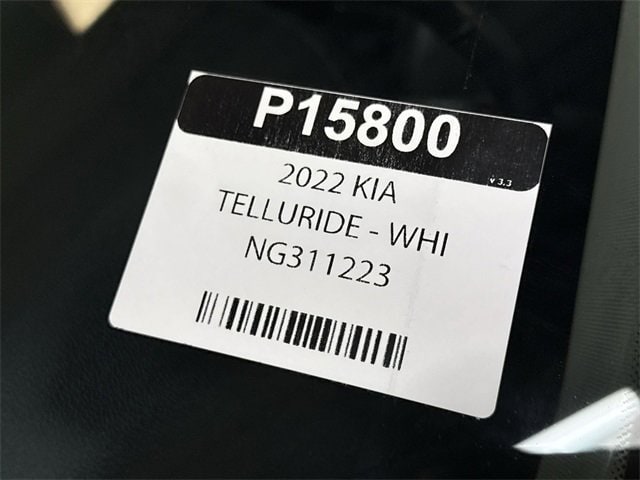 P15800
v 3.3
2022 KIA
TELLURIDE - WHI
NG311223